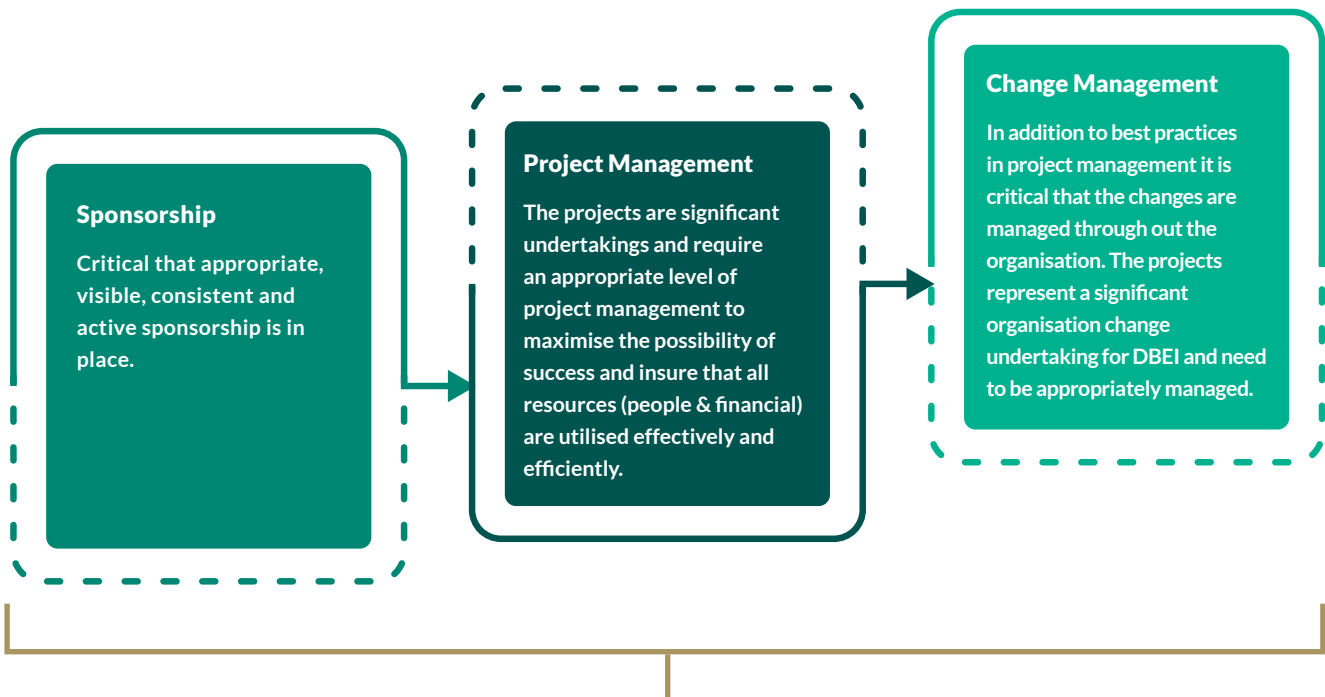 Sponsorship
Critical that appropriate,
visible, consistent and
active sponsorship is in
place.
Project Management
The projects are significant
undertakings and require
an appropriate level of
project management to
maximise the possibility of
success and insure that all
resources (people & financial)
are utilised effectively and
efficiently.
Change Management
In addition to best practices
in project management it is
critical that the changes are
managed through out the
organisation. The projects
represent a significant
organisation change
undertaking for DBEI and need
to be appropriately managed.